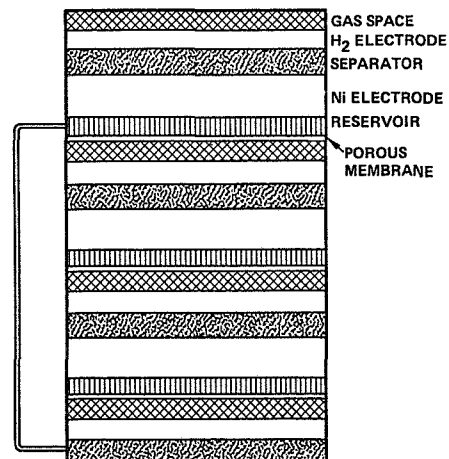 GAS SPACE
H2 ELECTRODE
SEPARATOR
Ni ELECTRODE
RESERVOIR
POROUS
MEMBRANE